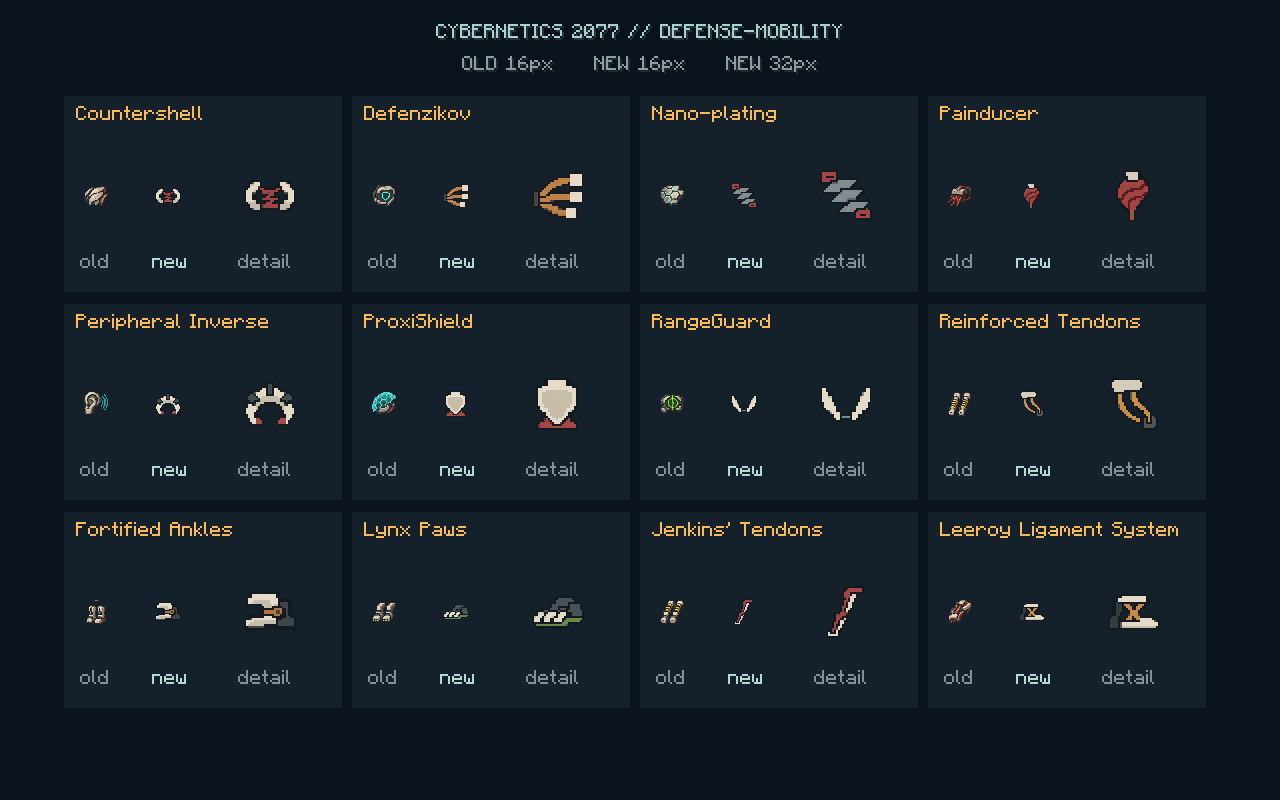 CYBERNETICS 2077 // DEFENSE-MOBILITY
OLD 16px NEW 16px NEW 32px
Countershell
old new detail
Defenzikov
old new detail
Nano-plating
old new detail
Painducer
old new detail
Peripheral Inverse
old new detail
ProxiShield
old new detail
RangeGuard
old new detail
Reinforced Tendons
old new detail
Fortified Ankles
old new detail
Lynx Paws
old new detail
Jenkins' Tendons
old new detail
Leeroy Ligament System
old new detail